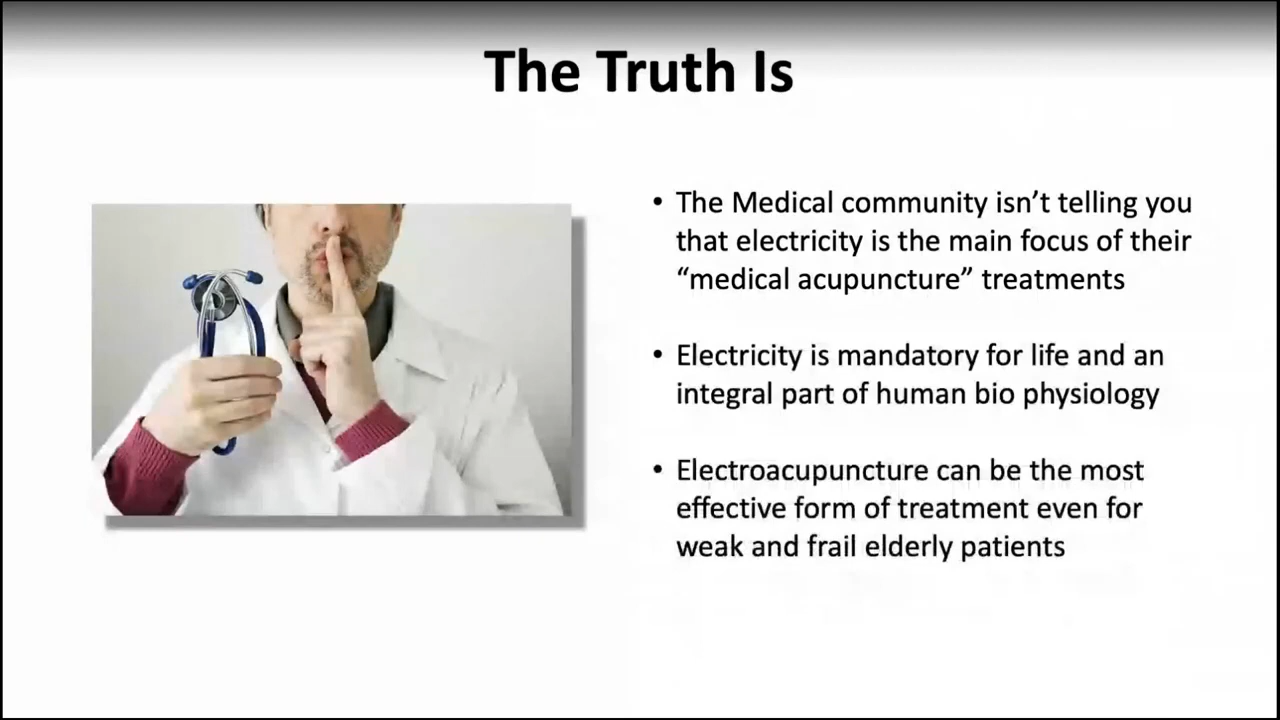 The Truth Is
• The Medical community isn’t telling you
that electricity is the main focus of their
“medical acupuncture” treatments
• Electricity is mandatory for life and an
integral part of human bio physiology
• Electroacupuncture can be the most
effective form of treatment even for
weak and frail elderly patients